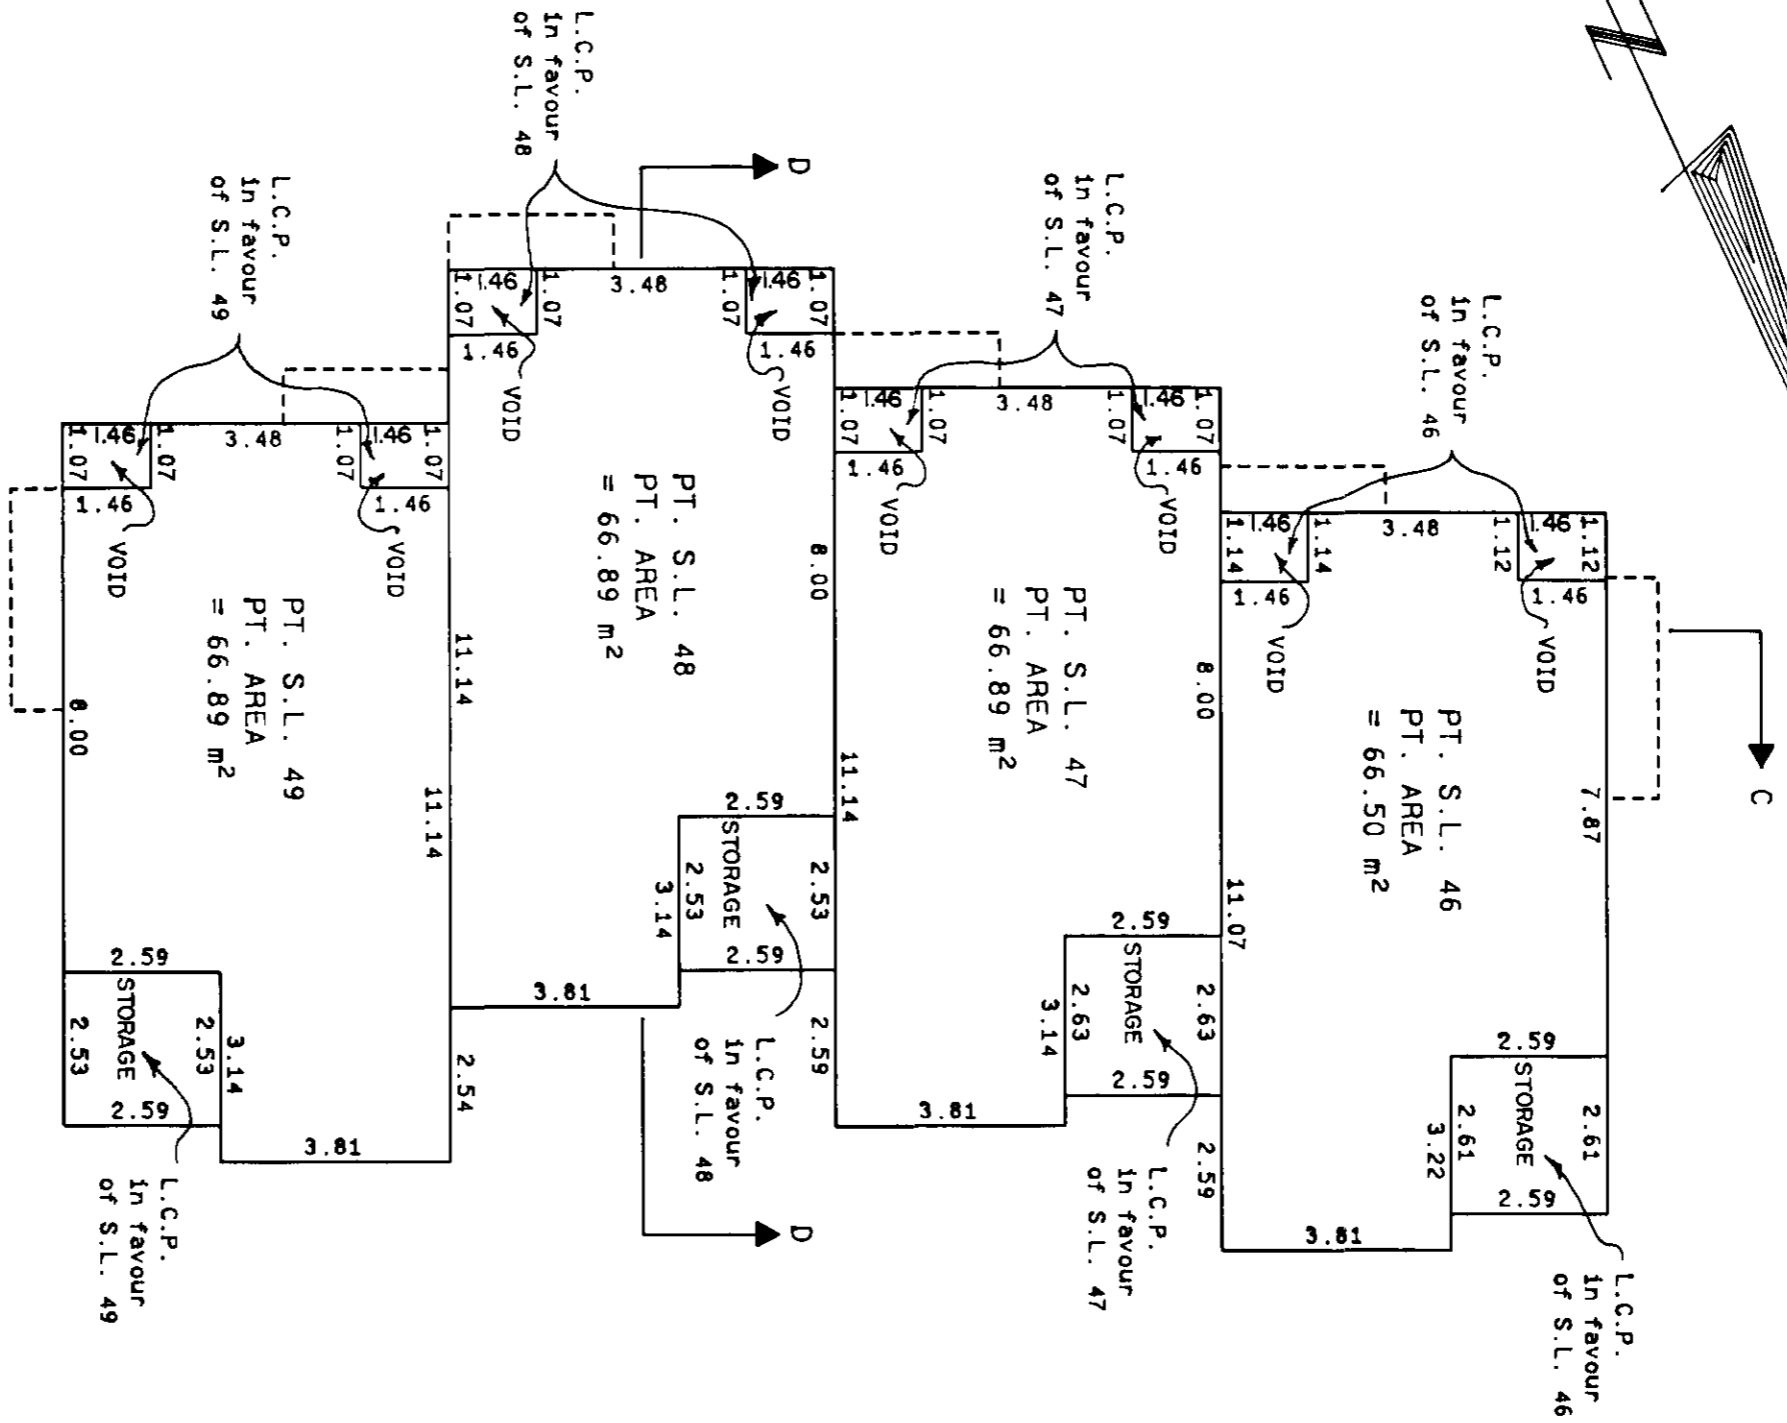 L.C.P.
in favour
of S.L. 48
L.C.P.
in favour
of S.L. 49
L.C.P.
in favour
of S.L. 47
L.C.P.
in favour
of S.L. 46
D
C
1.46
1.07
1.07
3.48
1.46
1.07
1.07
1.46
1.46
VOID
VOID
PT. S.L. 49
PT. AREA
= 66.89 m²
8.00
11.14
2.59
STORAGE
2.53
2.53
3.14
2.59
3.81
2.54
L.C.P.
in favour
of S.L. 49
1.46
1.07
1.07
3.48
1.46
1.07
1.07
1.46
1.46
VOID
VOID
PT. S.L. 48
PT. AREA
= 66.89 m²
11.14
8.00
2.59
STORAGE
2.53
2.53
3.14
2.59
3.81
2.59
L.C.P.
in favour
of S.L. 48
D
1.46
1.07
1.07
3.48
1.46
1.07
1.07
1.46
1.46
VOID
VOID
PT. S.L. 47
PT. AREA
= 66.89 m²
11.14
8.00
2.59
STORAGE
2.63
2.63
3.14
2.59
3.81
2.59
L.C.P.
in favour
of S.L. 47
1.46
1.14
1.14
3.48
1.46
1.12
1.12
1.46
1.46
VOID
VOID
PT. S.L. 46
PT. AREA
= 66.50 m²
11.07
7.87
2.59
STORAGE
2.61
2.61
3.22
2.59
3.81
L.C.P.
in favour
of S.L. 46